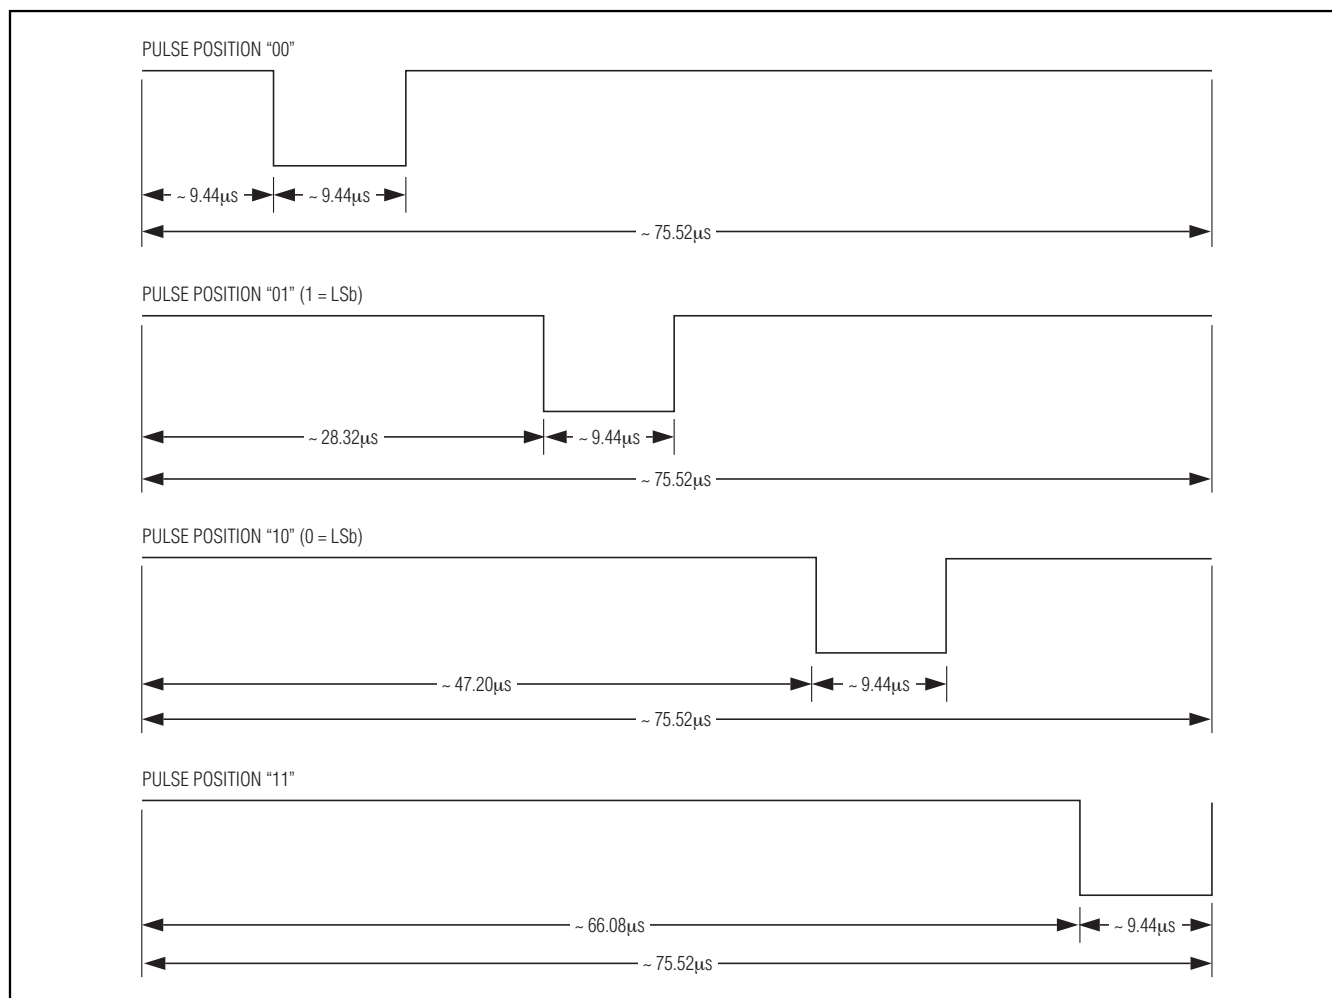 PULSE POSITION “00”
~ 9.44μs ~ 9.44μs
~ 75.52μs
PULSE POSITION “01” (1 = LSb)
~ 28.32μs ~ 9.44μs
~ 75.52μs
PULSE POSITION “10” (0 = LSb)
~ 47.20μs ~ 9.44μs
~ 75.52μs
PULSE POSITION “11”
~ 66.08μs ~ 9.44μs
~ 75.52μs